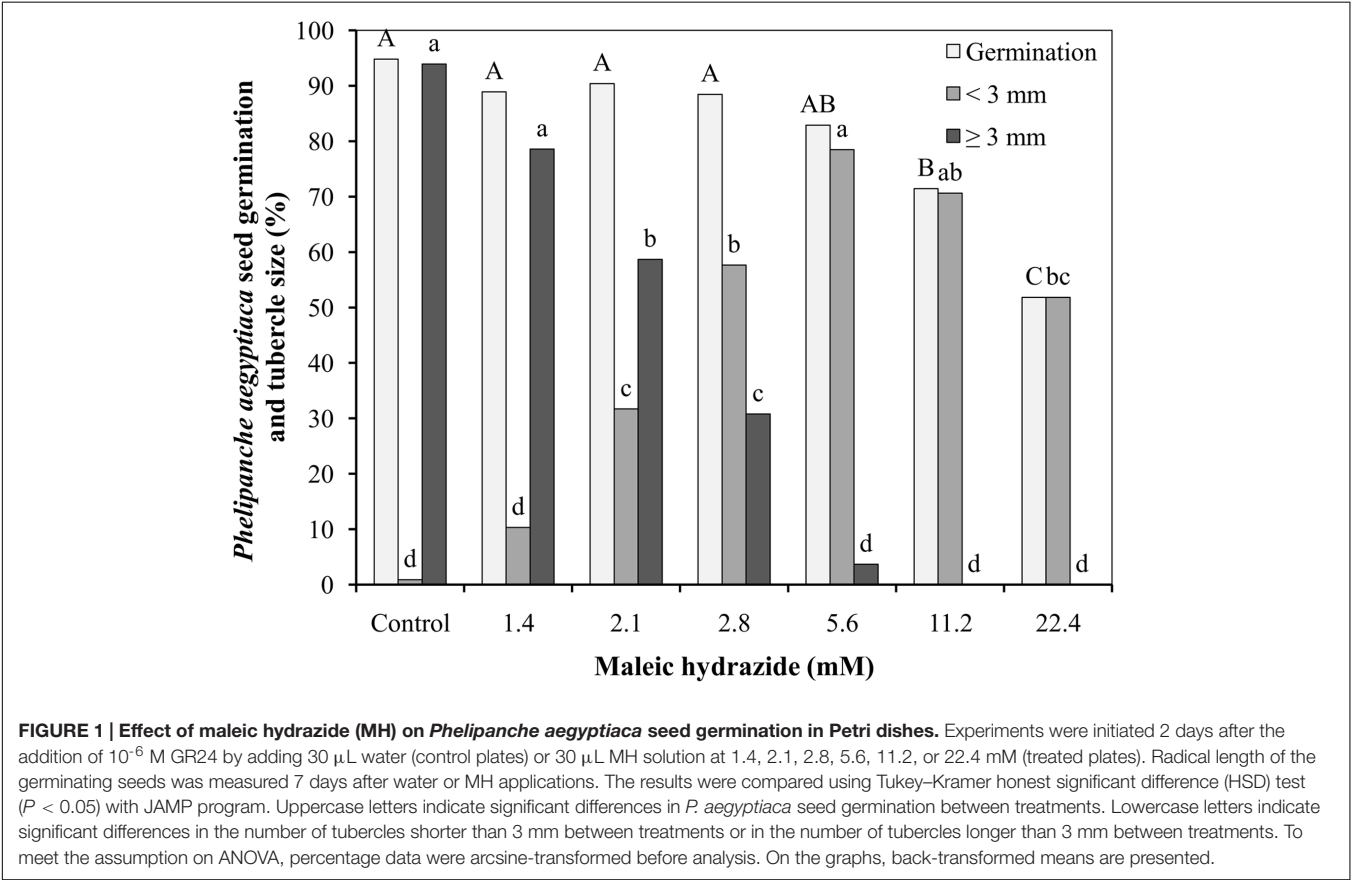 100
90
80
70
60
50
40
30
20
10
0
Phelipanche aegyptiaca seed germination
and tubercle size (%)
Germination
< 3 mm
≥ 3 mm
A
d
a
A
d
a
A
c
b
A
b
c
AB
a
d
B
ab
d
C
bc
d
Control
1.4
2.1
2.8
5.6
11.2
22.4
Maleic hydrazide (mM)
FIGURE 1 | Effect of maleic hydrazide (MH) on Phelipanche aegyptiaca seed germination in Petri dishes. Experiments were initiated 2 days after the
addition of 10⁻⁶ M GR24 by adding 30 μL water (control plates) or 30 μL MH solution at 1.4, 2.1, 2.8, 5.6, 11.2, or 22.4 mM (treated plates). Radical length of the
germinating seeds was measured 7 days after water or MH applications. The results were compared using Tukey–Kramer honest significant difference (HSD) test
(P < 0.05) with JAMP program. Uppercase letters indicate significant differences in P. aegyptiaca seed germination between treatments. Lowercase letters indicate
significant differences in the number of tubercles shorter than 3 mm between treatments or in the number of tubercles longer than 3 mm between treatments. To
meet the assumption on ANOVA, percentage data were arcsine-transformed before analysis. On the graphs, back-transformed means are presented.